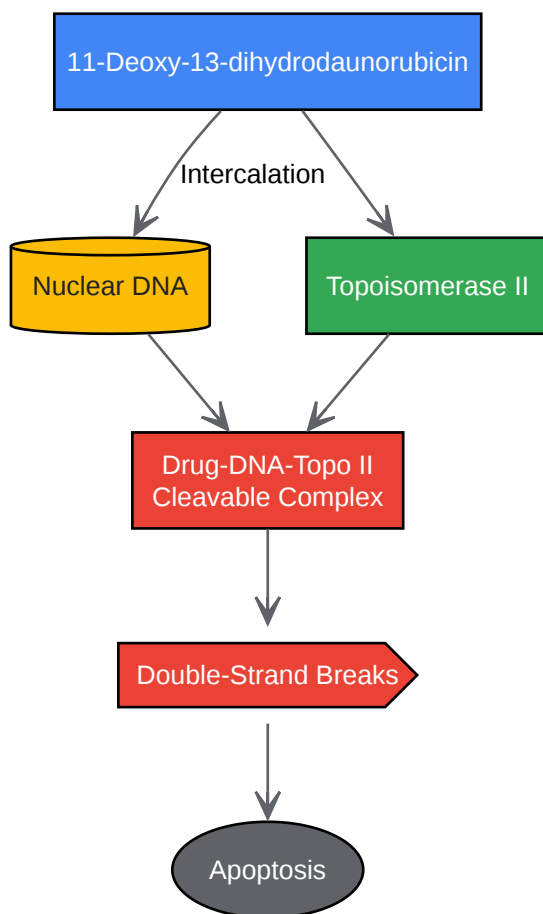 11-Deoxy-13-dihydrodaunorubicin
Intercalation
Nuclear DNA
Topoisomerase II
Drug-DNA-Topo II
Cleavable Complex
Double-Strand Breaks
Apoptosis